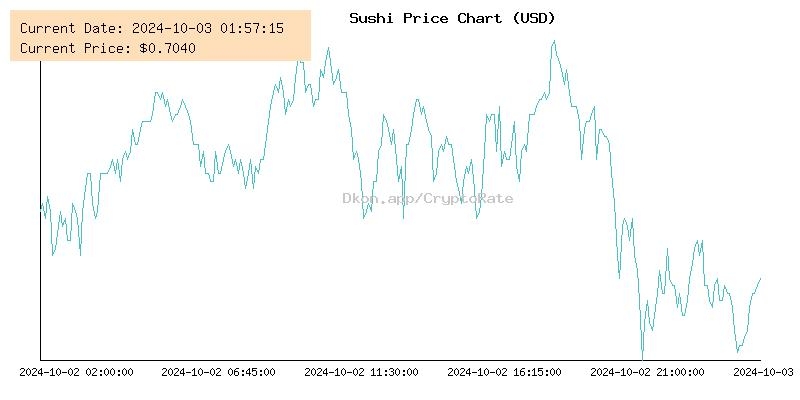 Sushi Price Chart (USD)
Current Date: 2024-10-03 01:57:15
Current Price: $0.7040
Dkon.app/CryptoRate
2024-10-02 02:00:00 2024-10-02 06:45:00 2024-10-02 11:30:00 2024-10-02 16:15:00 2024-10-02 21:00:00 2024-10-03